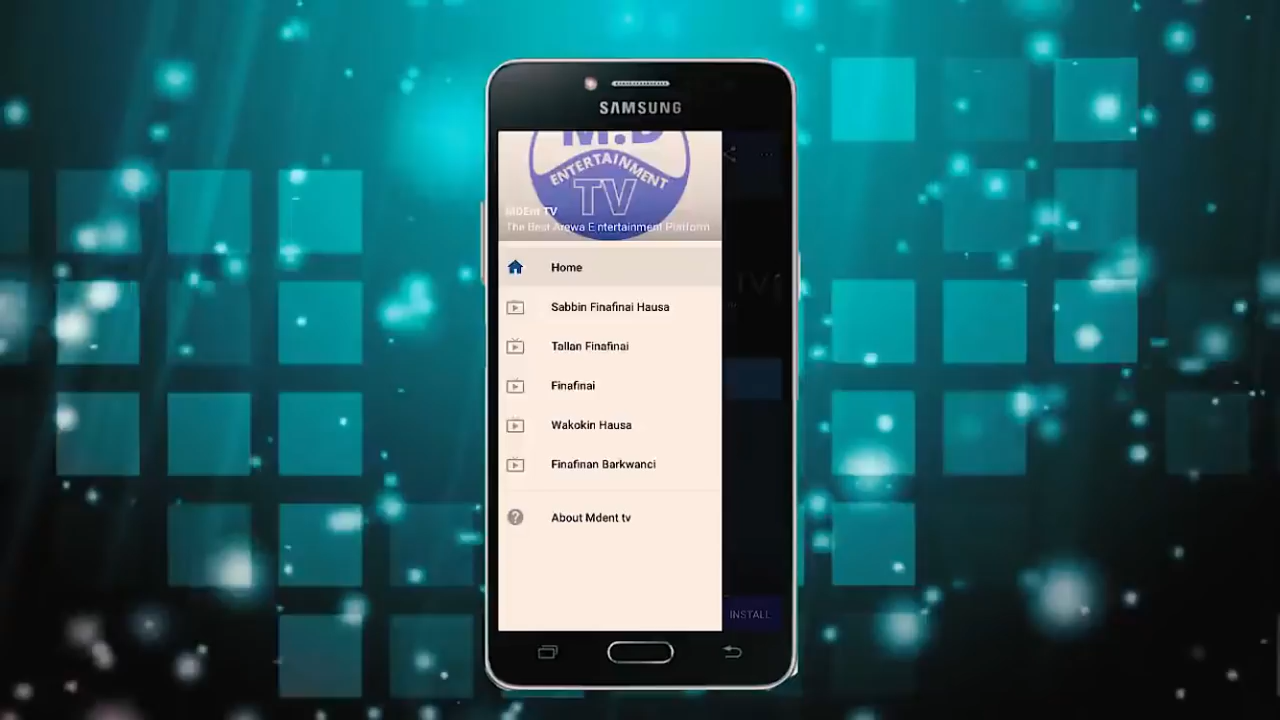 SAMSUNG
M.D
ENTERTAINMENT
TV
MDEnt TV
The Best Arewa Entertainment Platform
Home
Sabbin Finafinai Hausa
Tallan Finafinai
Finafinai
Wakokin Hausa
Finafinan Barkwanci
About Mdent tv
INSTALL